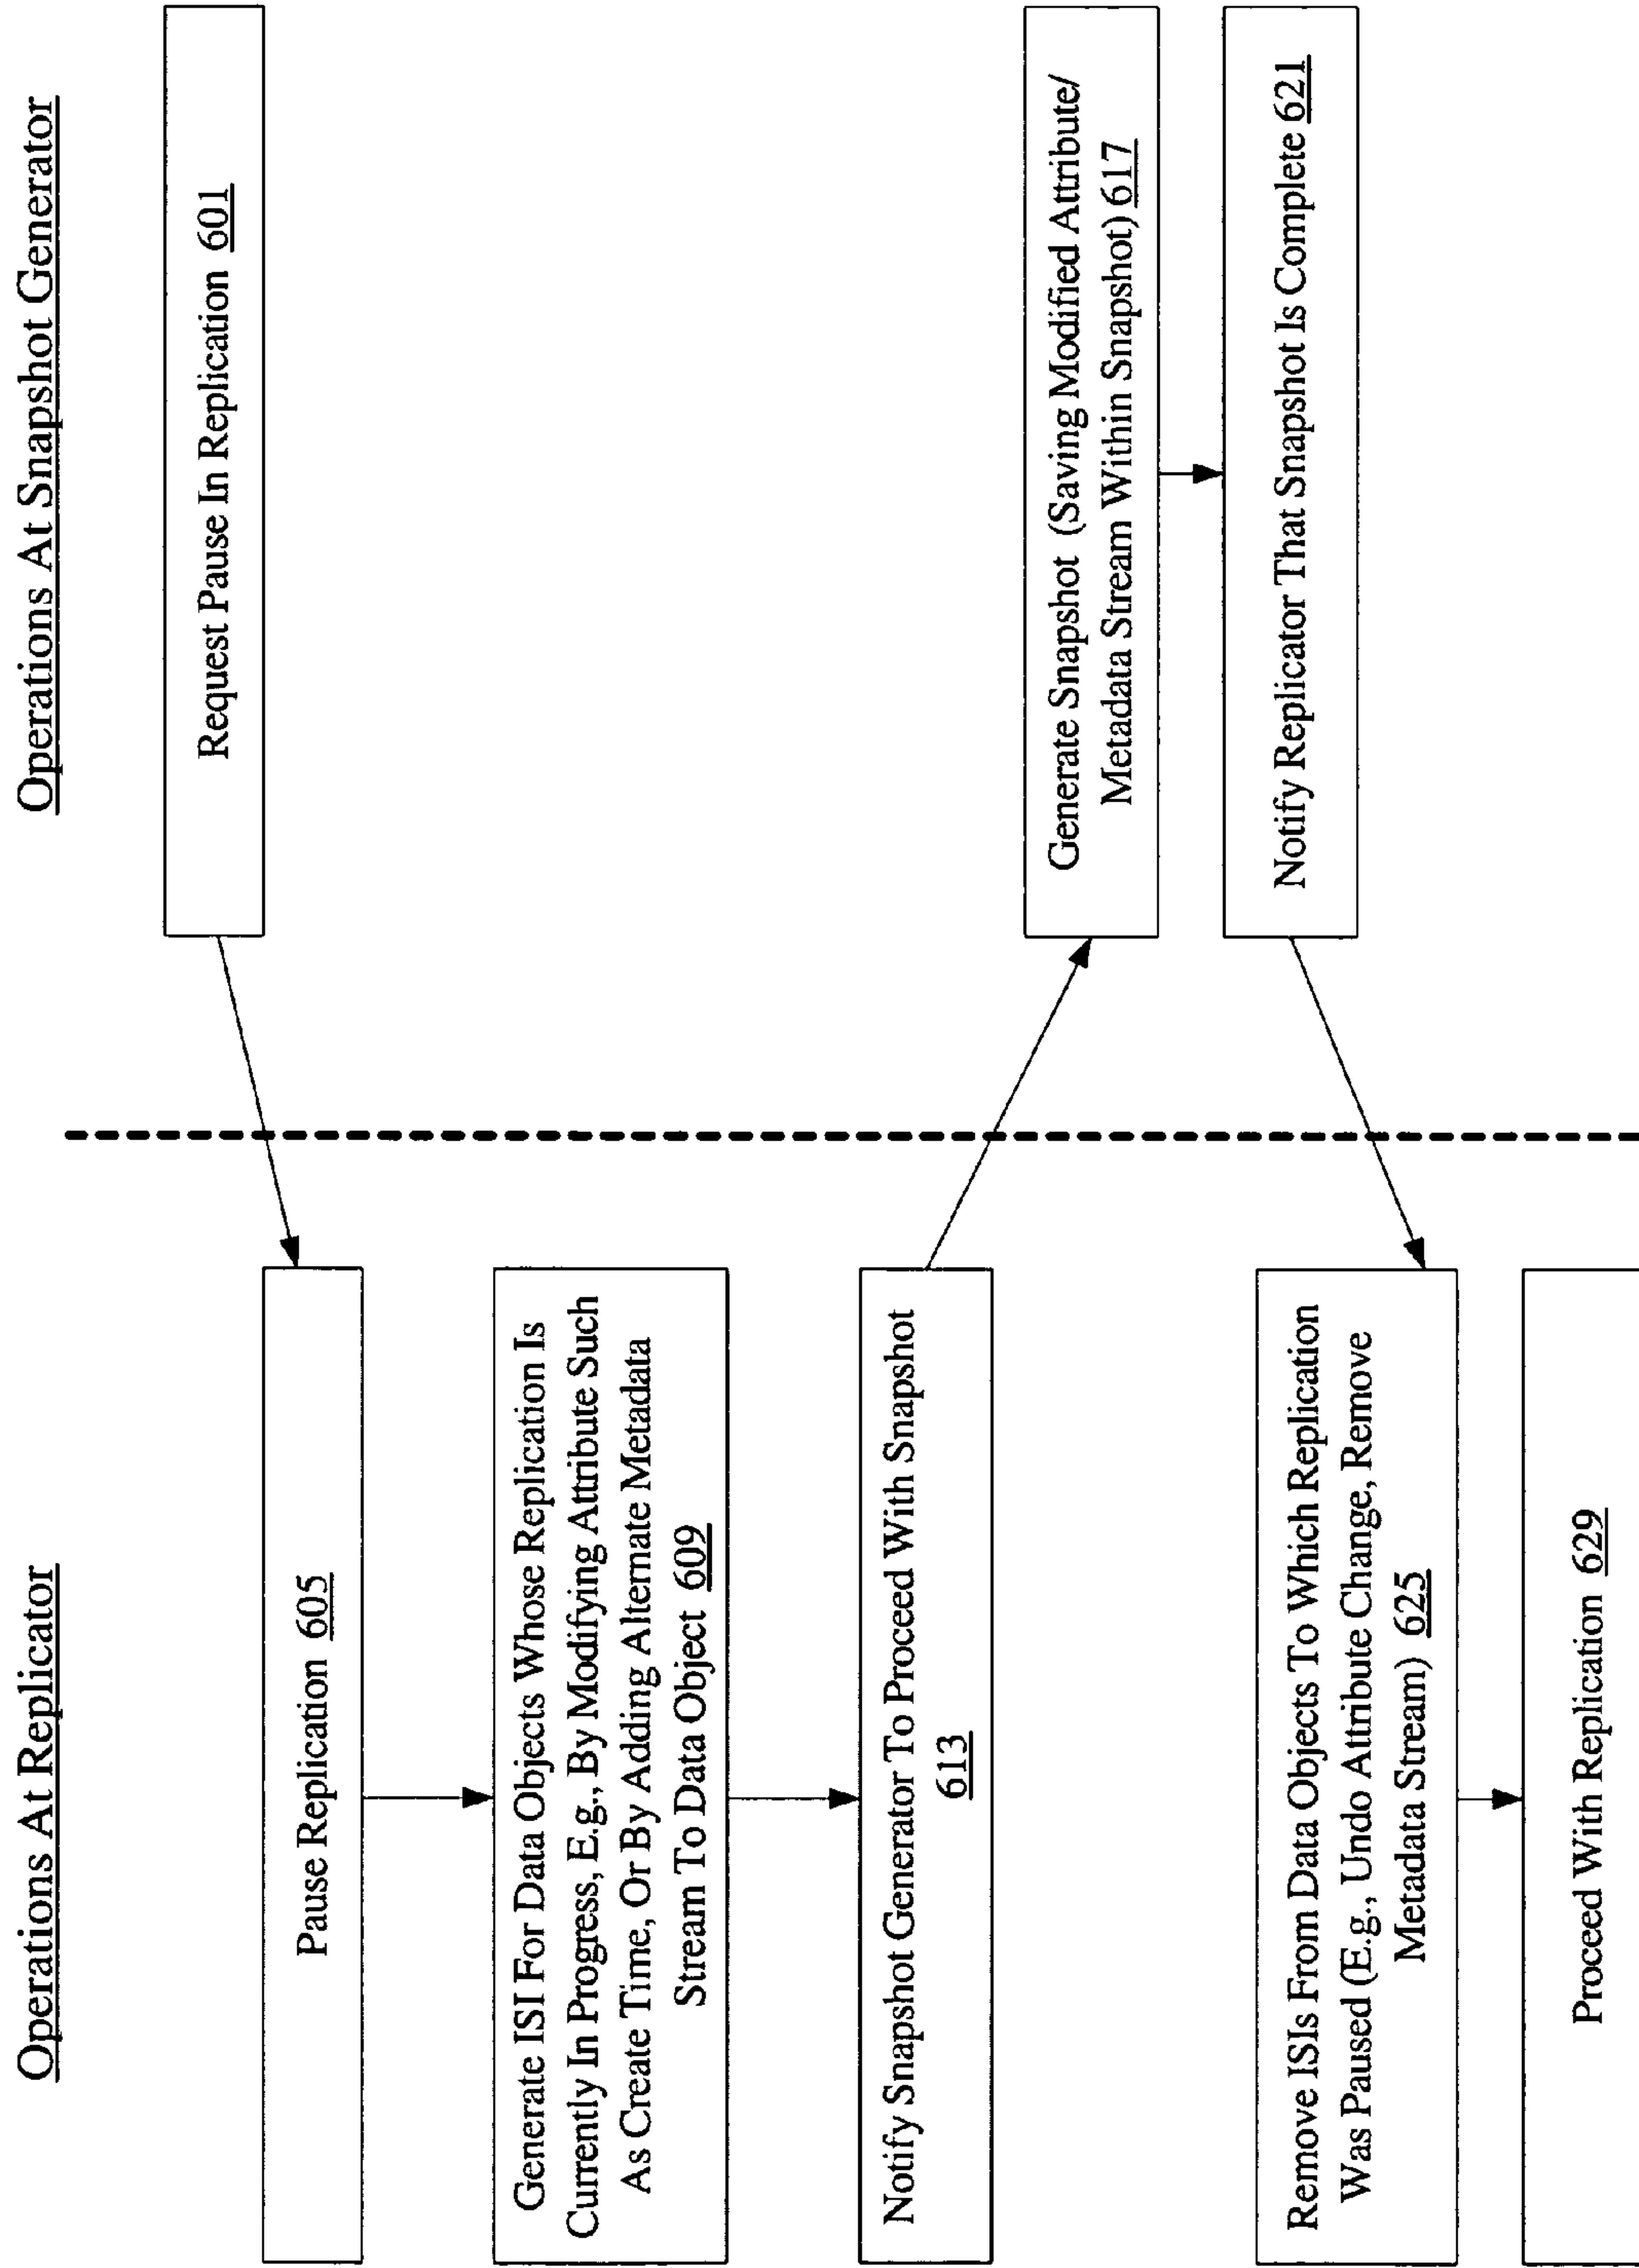 Operations At Replicator
Operations At Snapshot Generator
Request Pause In Replication 601
Pause Replication 605
Generate ISI For Data Objects Whose Replication Is
Currently In Progress, E.g., By Modifying Attribute Such
As Create Time, Or By Adding Alternate Metadata
Stream To Data Object 609
Notify Snapshot Generator To Proceed With Snapshot
613
Generate Snapshot (Saving Modified Attribute/
Metadata Stream Within Snapshot) 617
Notify Replicator That Snapshot Is Complete 621
Remove ISIs From Data Objects To Which Replication
Was Paused (E.g., Undo Attribute Change, Remove
Metadata Stream) 625
Proceed With Replication 629